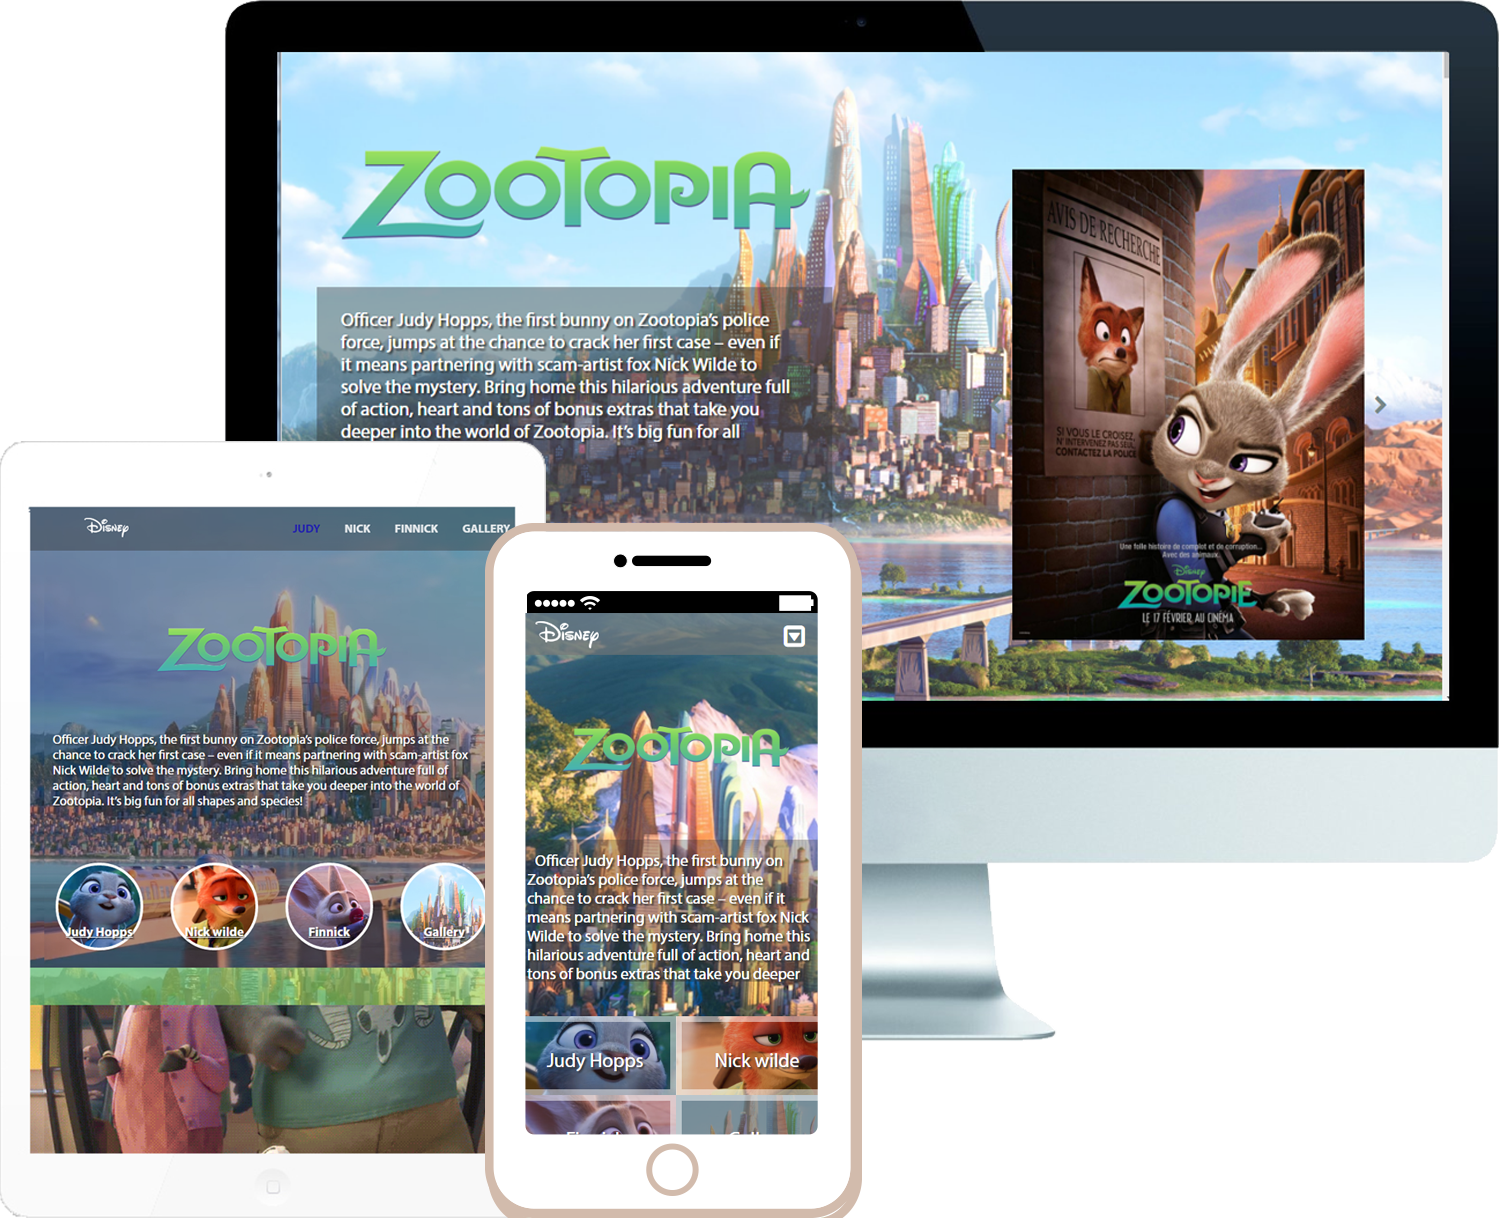 ZOOTOPIA
Officer Judy Hopps, the first bunny on Zootopia's police
force, jumps at the chance to crack her first case – even if
it means partnering with scam-artist fox Nick Wilde to
solve the mystery. Bring home this hilarious adventure full
of action, heart and tons of bonus extras that take you
deeper into the world of Zootopia. It's big fun for all
AVIS DE RECHERCHE
SI VOUS LE CROISEZ,
N'INTERVENEZ PAS SEUL,
CONTACTEZ LA POLICE
Une folle histoire de complot et de corruption...
Avec des animaux.
Disney
ZOOTOPIE
LE 17 FÉVRIER AU CINÉMA
Disney JUDY NICK FINNICK GALLERY
ZOOTOPIA
Officer Judy Hopps, the first bunny on Zootopia's police force, jumps at the
chance to crack her first case – even if it means partnering with scam-artist fox
Nick Wilde to solve the mystery. Bring home this hilarious adventure full of
action, heart and tons of bonus extras that take you deeper into the world of
Zootopia. It's big fun for all shapes and species!
Judy Hopps Nick wilde Finnick Gallery
Disney
ZOOTOPIA
Officer Judy Hopps, the first bunny on
Zootopia's police force, jumps at the
chance to crack her first case – even if it
means partnering with scam-artist fox Nick
Wilde to solve the mystery. Bring home this
hilarious adventure full of action, heart and
tons of bonus extras that take you deeper
Judy Hopps Nick wilde